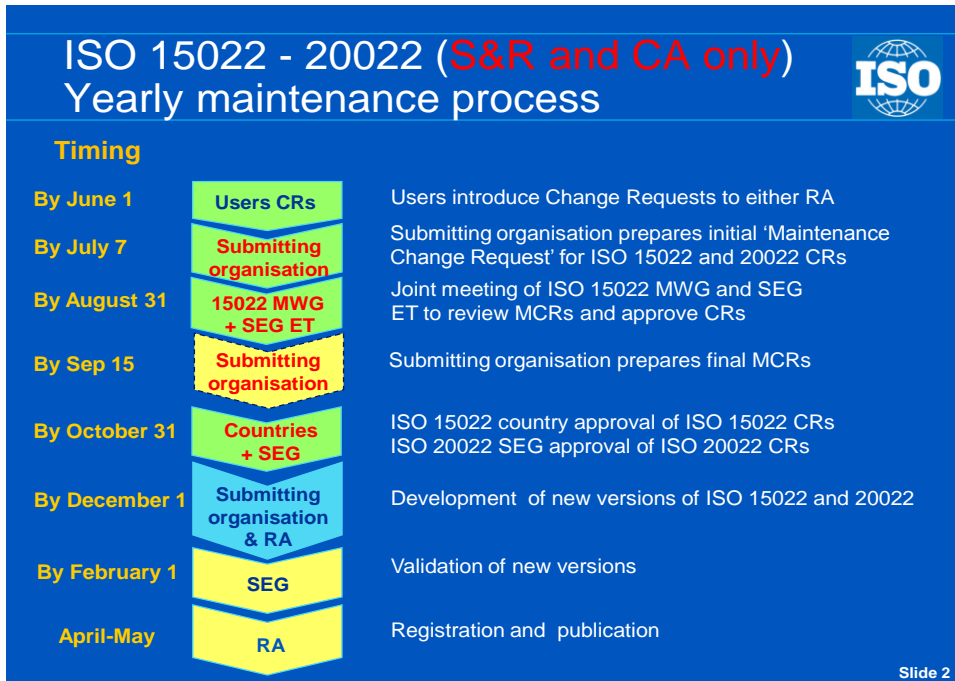 ISO 15022 - 20022 (S&R and CA only)
Yearly maintenance process
ISO
Timing
By June 1
Users CRs
Users introduce Change Requests to either RA
By July 7
Submitting
organisation
Submitting organisation prepares initial ‘Maintenance
Change Request’ for ISO 15022 and 20022 CRs
By August 31
15022 MWG
+ SEG ET
Joint meeting of ISO 15022 MWG and SEG
ET to review MCRs and approve CRs
By Sep 15
Submitting
organisation
Submitting organisation prepares final MCRs
By October 31
Countries
+ SEG
ISO 15022 country approval of ISO 15022 CRs
ISO 20022 SEG approval of ISO 20022 CRs
By December 1
Submitting
organisation
& RA
Development of new versions of ISO 15022 and 20022
By February 1
SEG
Validation of new versions
April-May
RA
Registration and publication
Slide 2